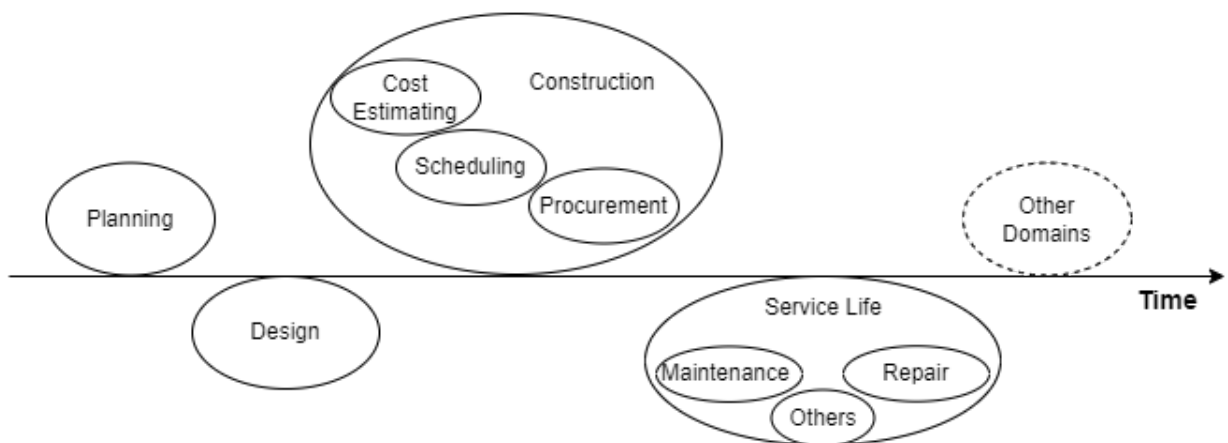 Cost
Estimating
Construction
Scheduling
Procurement
Planning
Other
Domains
Time
Design
Service Life
Maintenance
Repair
Others